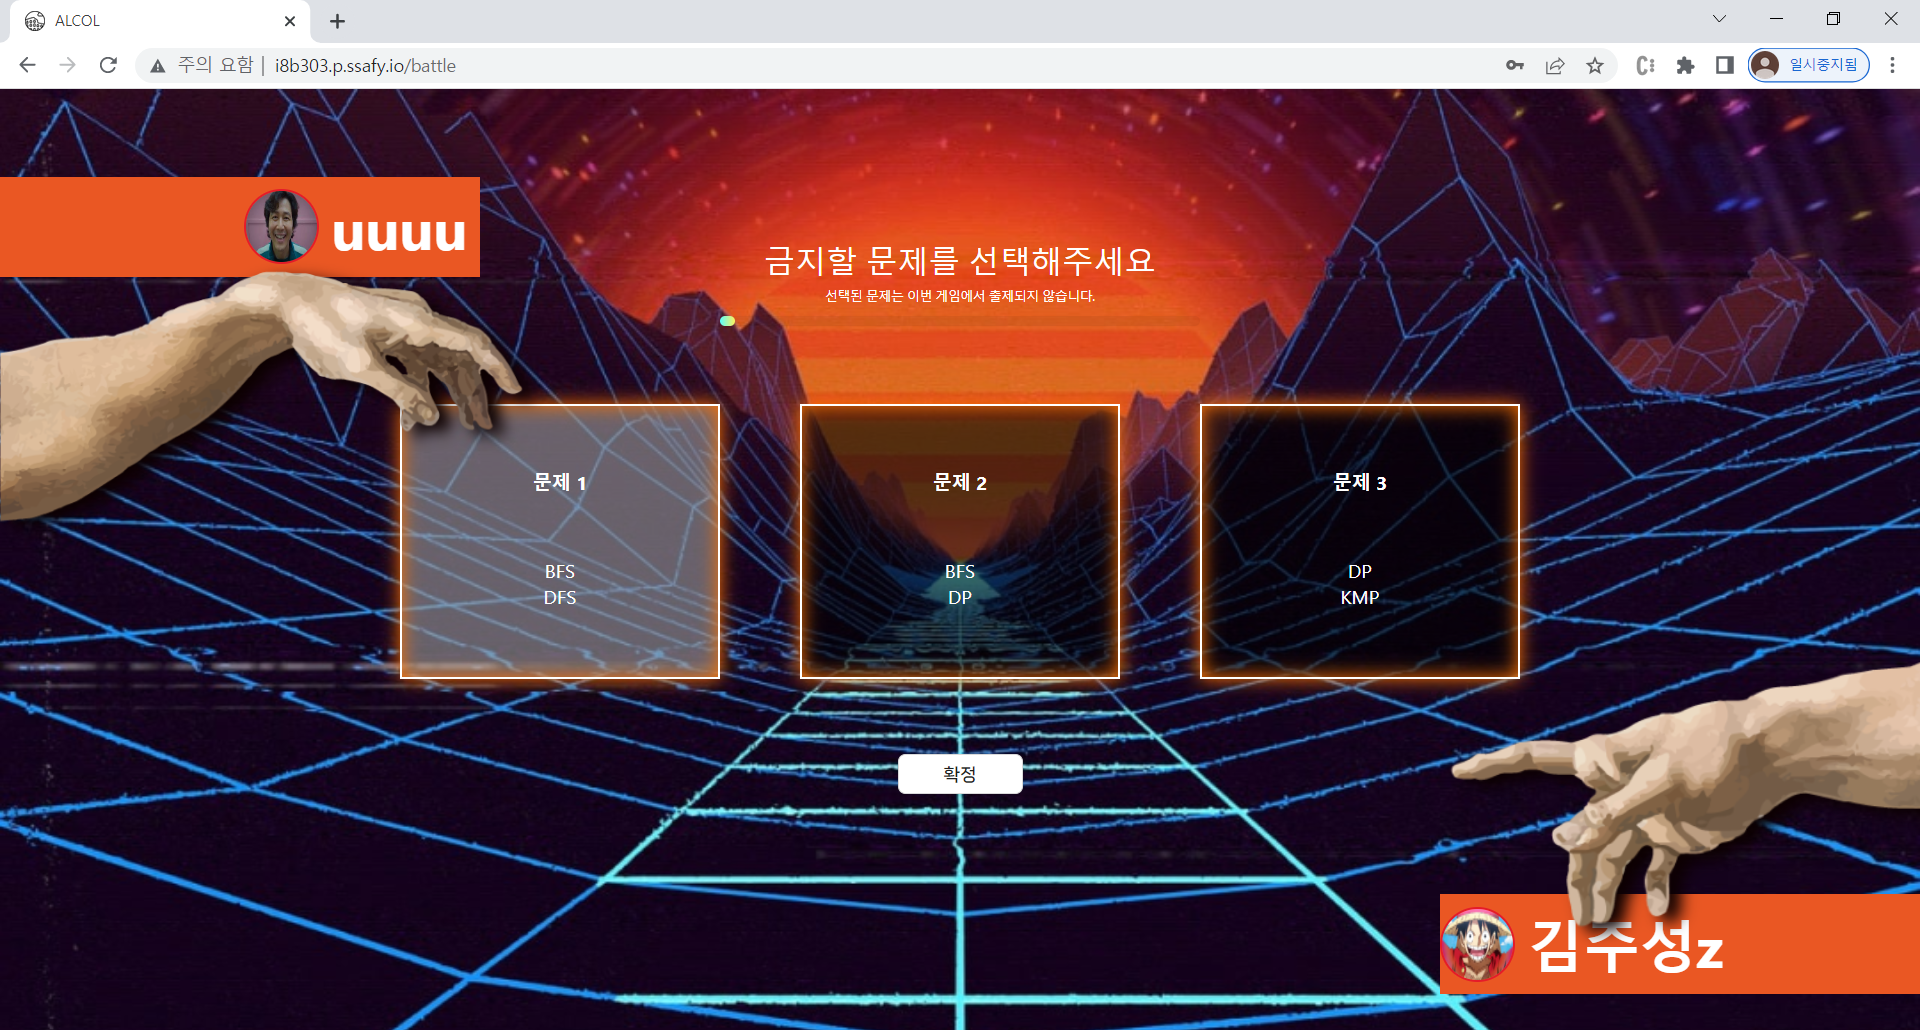 ALCOL
주의 요함
i8b303.p.ssafy.io/battle
일시중지됨
uuuu
금지할 문제를 선택해주세요
선택된 문제는 이번 게임에서 출제되지 않습니다.
문제 1
BFS
DFS
문제 2
BFS
DP
문제 3
DP
KMP
확정
김주성z